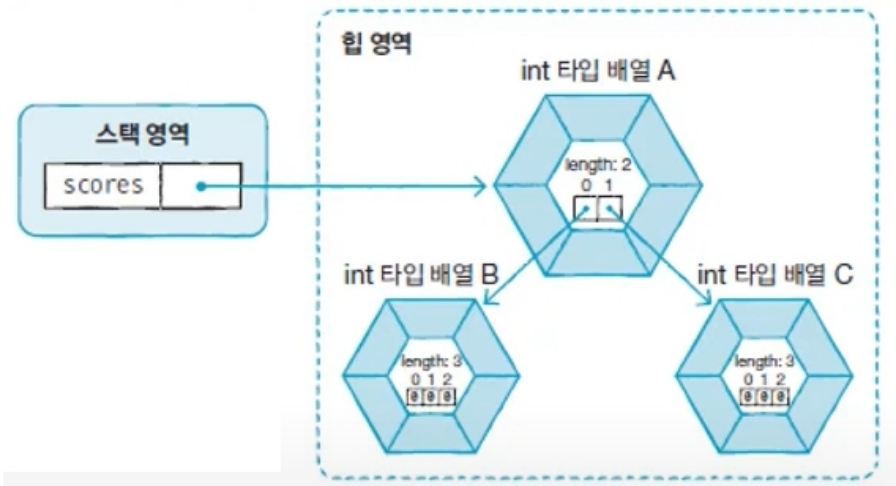 힙 영역
int 타입 배열 A
스택 영역
scores
length: 2
0 1
int 타입 배열 B
int 타입 배열 C
length: 3
0 1 2
0 0 0
length: 3
0 1 2
0 0 0